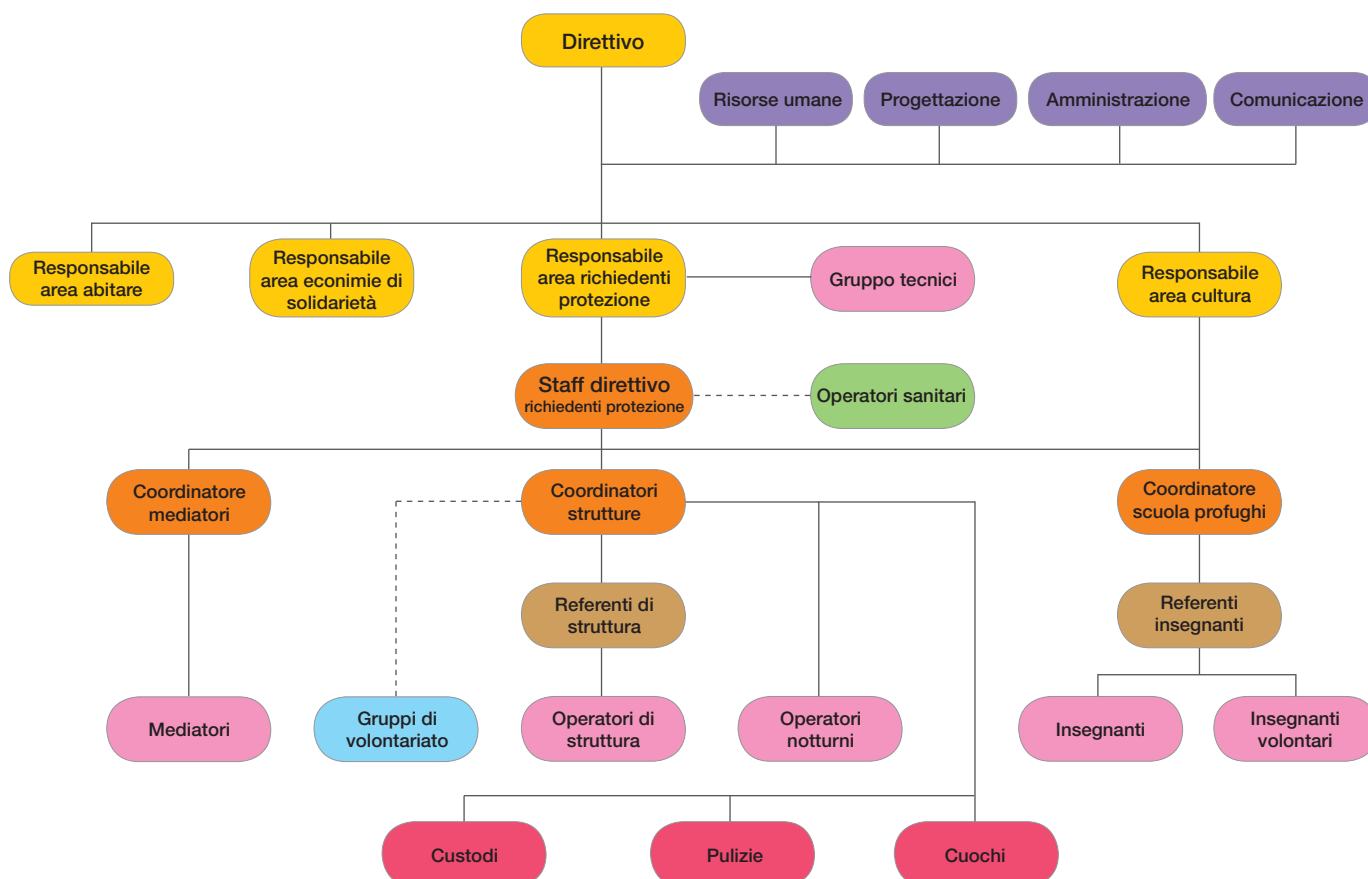 Direttivo
Risorse umane
Progettazione
Amministrazione
Comunicazione
Responsabile
area abitare
Responsabile
area econimie di
solidarietà
Responsabile
area richiedenti
protezione
Gruppo tecnici
Responsabile
area cultura
Staff direttivo
richiedenti protezione
Operatori sanitari
Coordinatore
mediatori
Coordinatori
strutture
Coordinatore
scuola profughi
Referenti di
struttura
Referenti
insegnanti
Mediatori
Gruppi di
volontariato
Operatori di
struttura
Operatori
notturni
Insegnanti
Insegnanti
volontari
Custodi
Pulizie
Cuochi